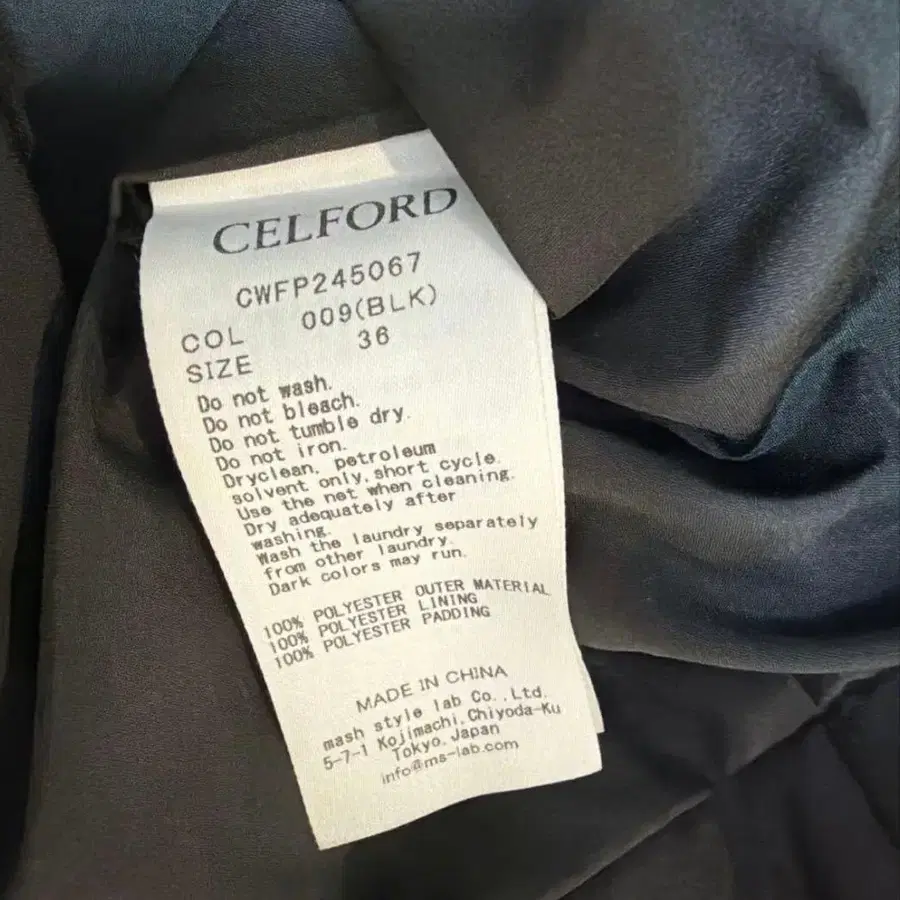 CELFORD
CWFP245067
COL 009(BLK)
SIZE 36
Do not wash.
Do not bleach.
Do not tumble dry.
Do not iron.
Dryclean, petroleum
solvent only,short cycle.
Use the net when cleaning.
Dry adequately after
washing.
Wash the laundry separately
from other laundry.
Dark colors may run.
100% POLYESTER OUTER MATERIAL
100% POLYESTER LINING
100% POLYESTER PADDING
MADE IN CHINA
mash style lab Co.,Ltd.
5-7-1 Kojimachi,Chiyoda-Ku
Tokyo,Japan
info@ms-lab.com